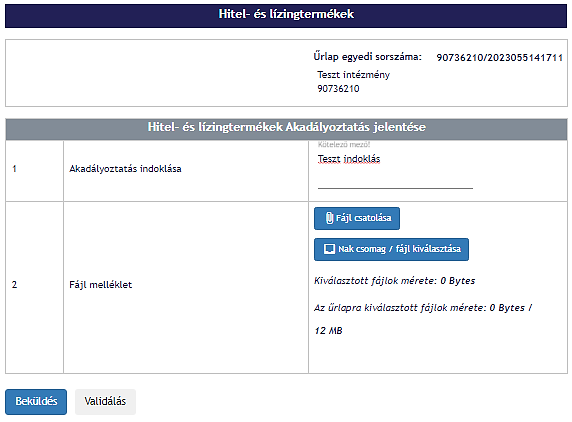 Hitel- és lízingtermékek
Űrlap egyedi sorszáma: 90736210/2023055141711
Teszt intézmény
90736210
Hitel- és lízingtermékek Akadályoztatás jelentése
Kötelező mező!
1 Akadályoztatás indoklása Teszt indoklás
Fájl csatolása
Nak csomag / fájl kiválasztása
2 Fájl melléklet Kiválasztott fájlok mérete: 0 Bytes
Az űrlapra kiválasztott fájlok mérete: 0 Bytes /
12 MB
Beküldés Validálás